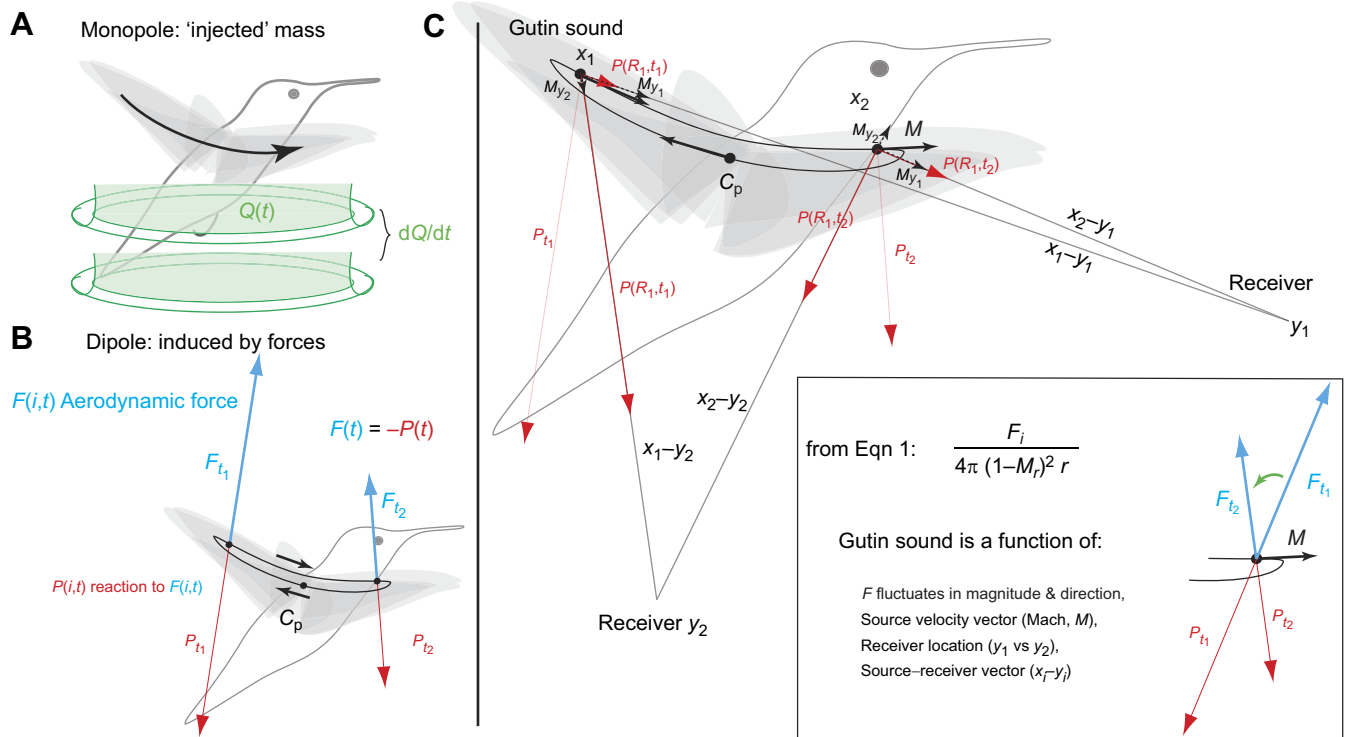 A
Monopole: ‘injected’ mass
Q(t)
dQ/dt
B
Dipole: induced by forces
F(i,t) Aerodynamic force
F(t) = –P(t)
Ft1
Ft2
P(i,t) reaction to F(i,t)
Cp
Pt1
Pt2
C
Gutin sound
x1
P(R1,t1)
My1
My2
x2
My2
M
P(R1,t2)
My1
Cp
P(R1,t2)
Pt1
Pt2
x2–y1
x1–y1
P(R1,t1)
Receiver
y1
x2–y2
x1–y2
Receiver y2
from Eqn 1:
Fi
4π (1–Mr)2 r
Ft2
Ft1
M
Gutin sound is a function of:
F fluctuates in magnitude & direction,
Source velocity vector (Mach, M),
Receiver location (y1 vs y2),
Source–receiver vector (xi–yi)
Pt1
Pt2